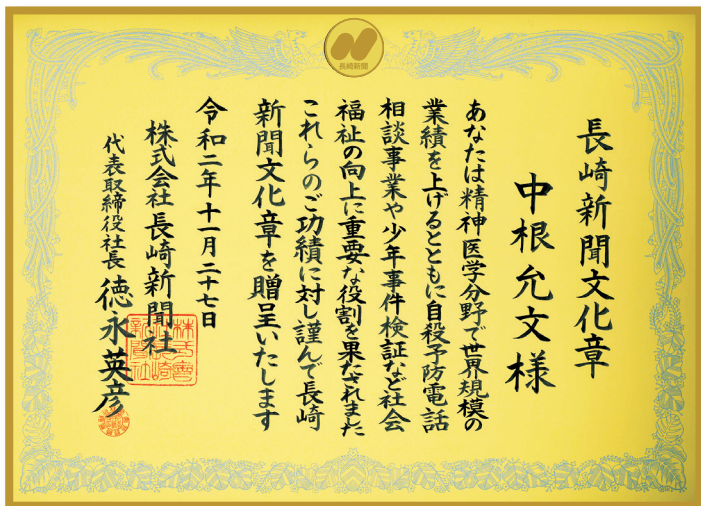 長崎新聞
長崎新聞文化章
中根允文様
あなたは精神医学分野で世界規模の
業績を上げるとともに自殺予防電話
相談事業や少年事件検証など社会
福祉の向上に重要な役割を果たされました
これらのご功績に対し謹んで長崎
新聞文化章を贈呈いたします
令和二年十一月二十七日
株式会社長崎新聞社
代表取締役社長 徳永英彦